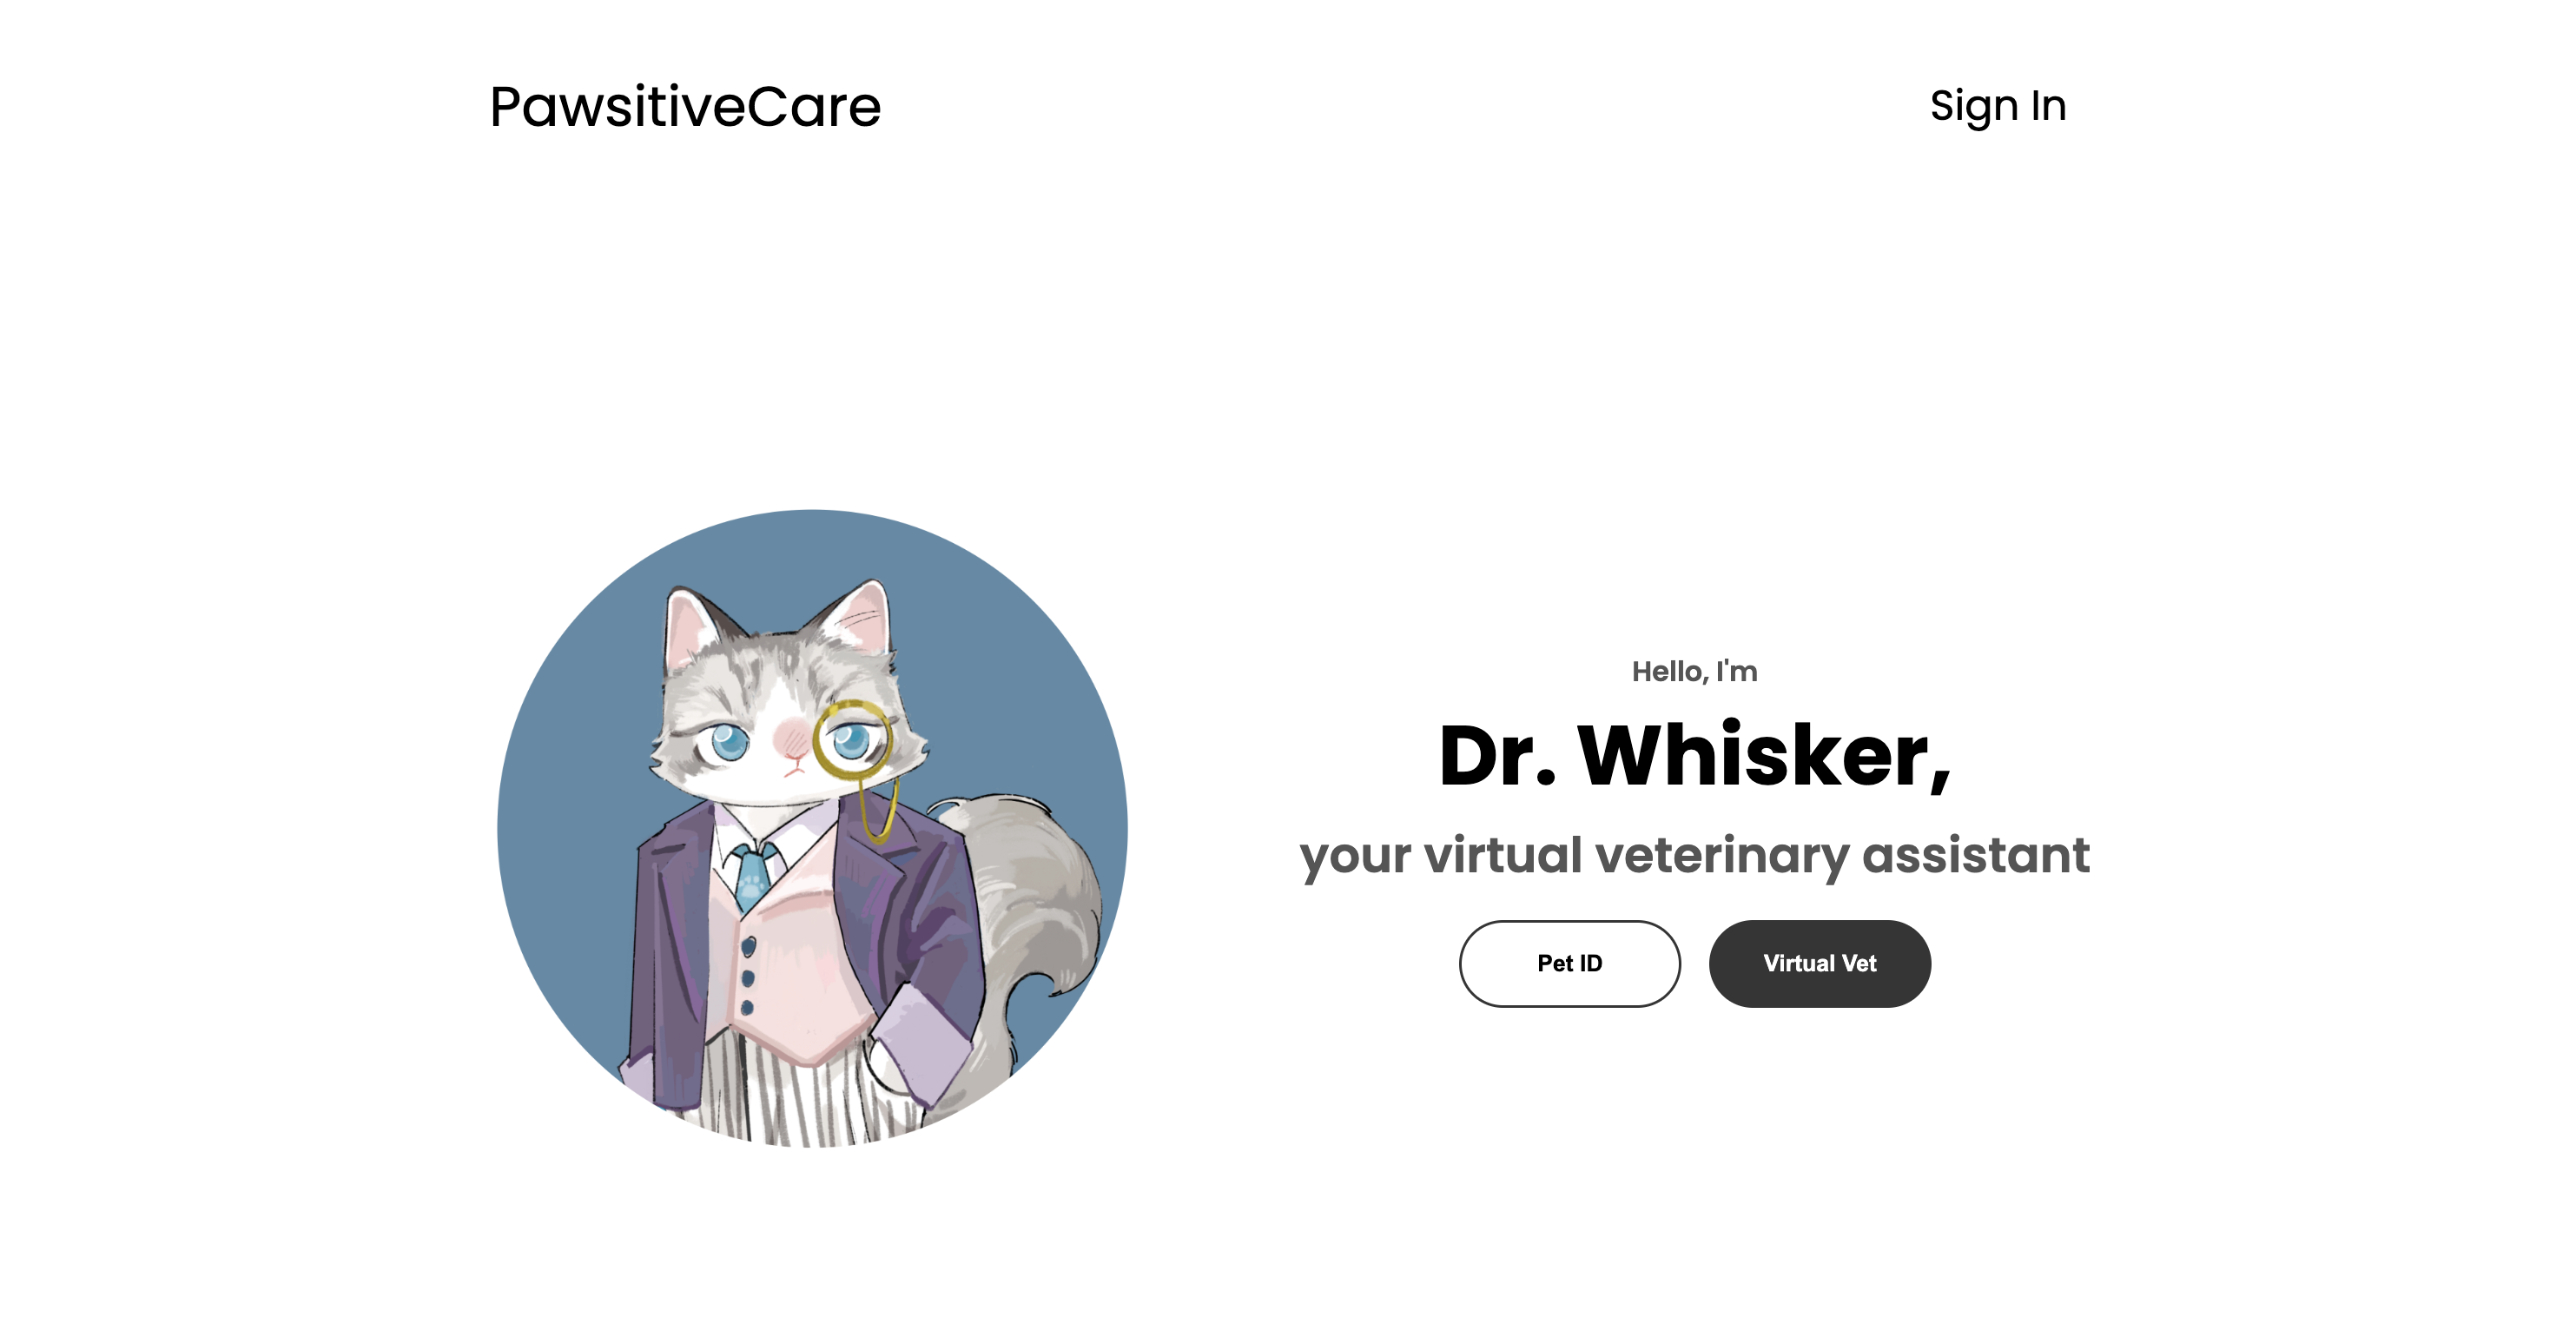 PawsitiveCare
Sign In
Hello, I'm
Dr. Whisker,
your virtual veterinary assistant
Pet ID
Virtual Vet